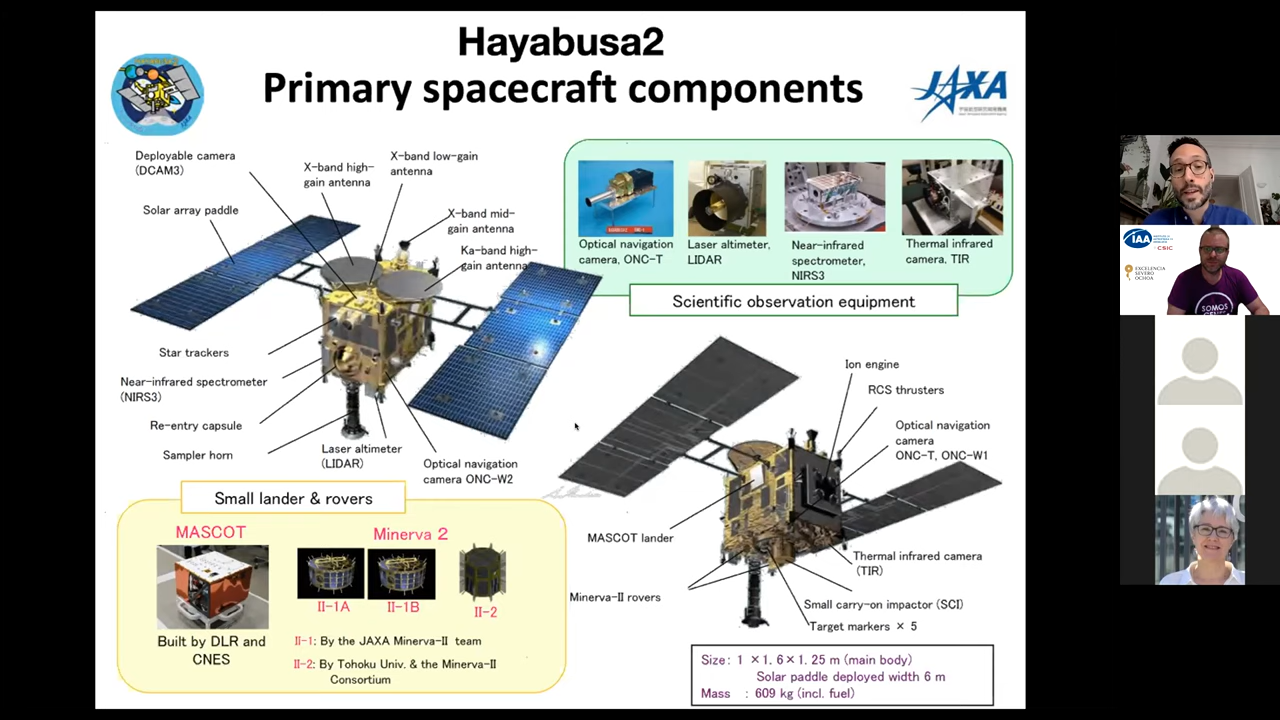 Hayabusa2
Primary spacecraft components
JAXA
Deployable camera
(DCAM3)
X-band high-
gain antenna
X-band low-gain
antenna
Solar array paddle
X-band mid-
gain antenna
Ka-band high-
gain antenna
Star trackers
Near-infrared spectrometer
(NIRS3)
Re-entry capsule
Sampler horn
Laser altimeter
(LIDAR)
Optical navigation
camera ONC-W2
Optical navigation
camera, ONC-T
Laser altimeter,
LIDAR
Near-infrared
spectrometer,
NIRS3
Thermal infrared
camera, TIR
Scientific observation equipment
Ion engine
RCS thrusters
Optical navigation
camera
ONC-T, ONC-W1
MASCOT lander
Minerva-II rovers
Thermal infrared camera
(TIR)
Small carry-on impactor (SCI)
Target markers × 5
Small lander & rovers
MASCOT
Minerva 2
II-1A
II-1B
II-2
Built by DLR and
CNES
II-1: By the JAXA Minerva-II team
II-2: By Tohoku Univ. & the Minerva-II
Consortium
Size: 1 ×1.6×1.25 m (main body)
Solar paddle deployed width 6 m
Mass : 609 kg (incl. fuel)
IAA
CSIC
EXCELENCIA
SEVERO
OCHOA
SOMOS